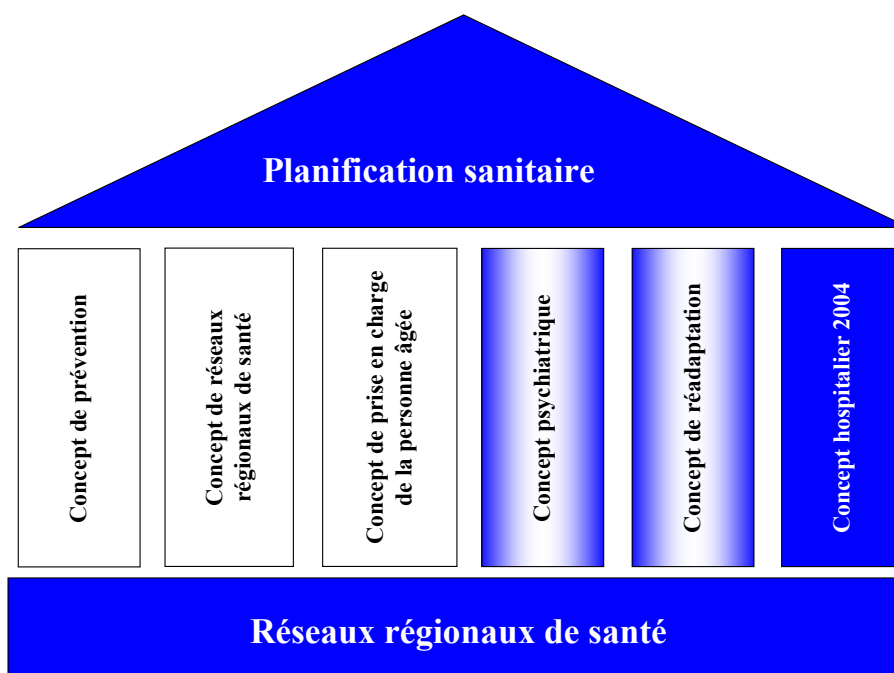 Planification sanitaire
Concept de prévention
Concept de réseaux
régionaux de santé
Concept de prise en charge
de la personne âgée
Concept psychiatrique
Concept de réadaptation
Concept hospitalier 2004
Réseaux régionaux de santé